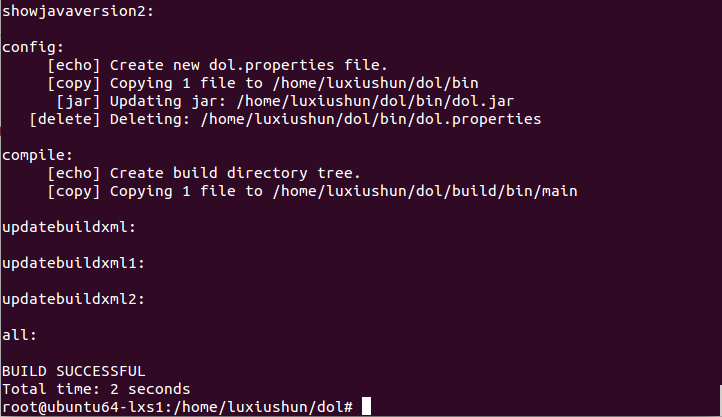 showjavaversion2:
config:
[echo] Create new dol.properties file.
[copy] Copying 1 file to /home/luxiushun/dol/bin
[jar] Updating jar: /home/luxiushun/dol/bin/dol.jar
[delete] Deleting: /home/luxiushun/dol/bin/dol.properties
compile:
[echo] Create build directory tree.
[copy] Copying 1 file to /home/luxiushun/dol/build/bin/main
updatebuildxml:
updatebuildxml1:
updatebuildxml2:
all:
BUILD SUCCESSFUL
Total time: 2 seconds
root@ubuntu64-lxs1:/home/luxiushun/dol#